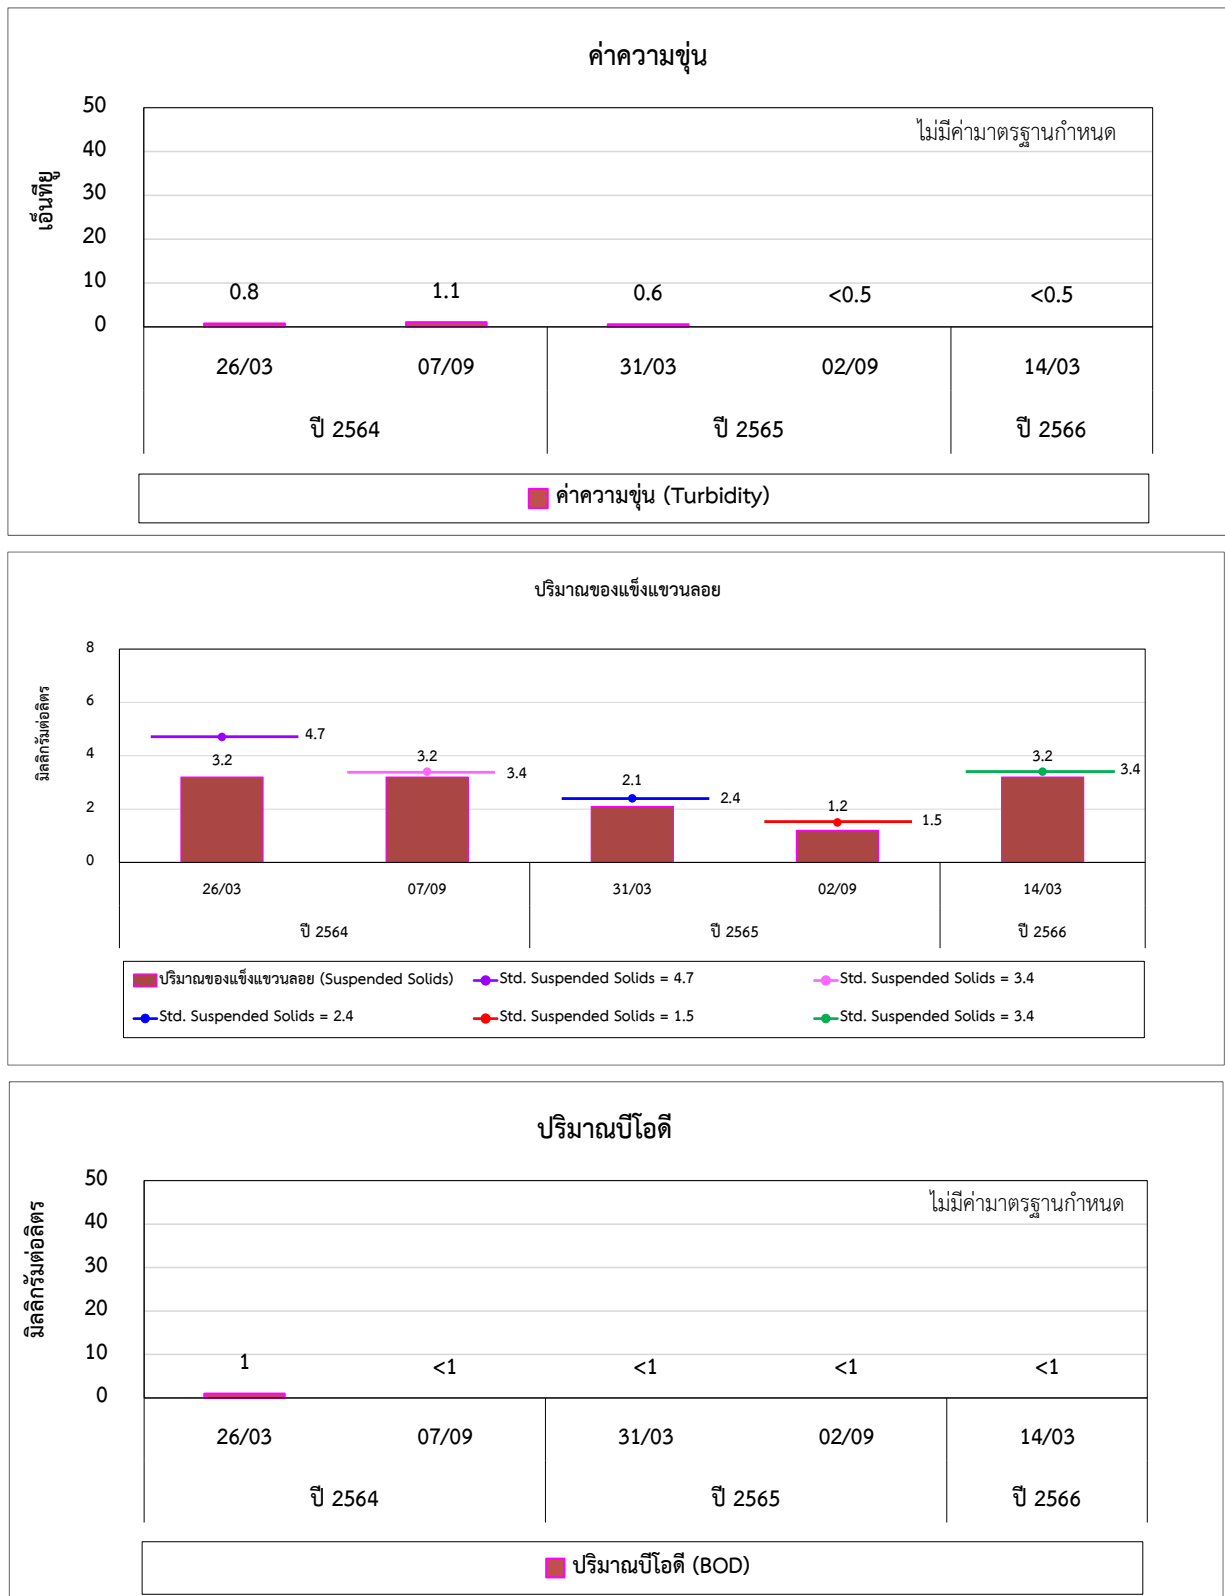 ค่าความขุ่น
ไม่มีค่ามาตรฐานกำหนด
เอ็นทียู
50
40
30
20
10
0
0.8 1.1 0.6 <0.5 <0.5
26/03 07/09 31/03 02/09 14/03
ปี 2564 ปี 2565 ปี 2566
ค่าความขุ่น (Turbidity)
ปริมาณของแข็งแขวนลอย
มิลลิกรัมต่อลิตร
8
6
4
2
0
4.7
3.2 3.2 3.2
3.4 3.4
2.1 2.4
1.2 1.5
26/03 07/09 31/03 02/09 14/03
ปี 2564 ปี 2565 ปี 2566
ปริมาณของแข็งแขวนลอย (Suspended Solids) Std. Suspended Solids = 4.7 Std. Suspended Solids = 3.4
Std. Suspended Solids = 2.4 Std. Suspended Solids = 1.5 Std. Suspended Solids = 3.4
ปริมาณบีโอดี
ไม่มีค่ามาตรฐานกำหนด
มิลลิกรัมต่อลิตร
50
40
30
20
10
0
1 <1 <1 <1 <1
26/03 07/09 31/03 02/09 14/03
ปี 2564 ปี 2565 ปี 2566
ปริมาณบีโอดี (BOD)